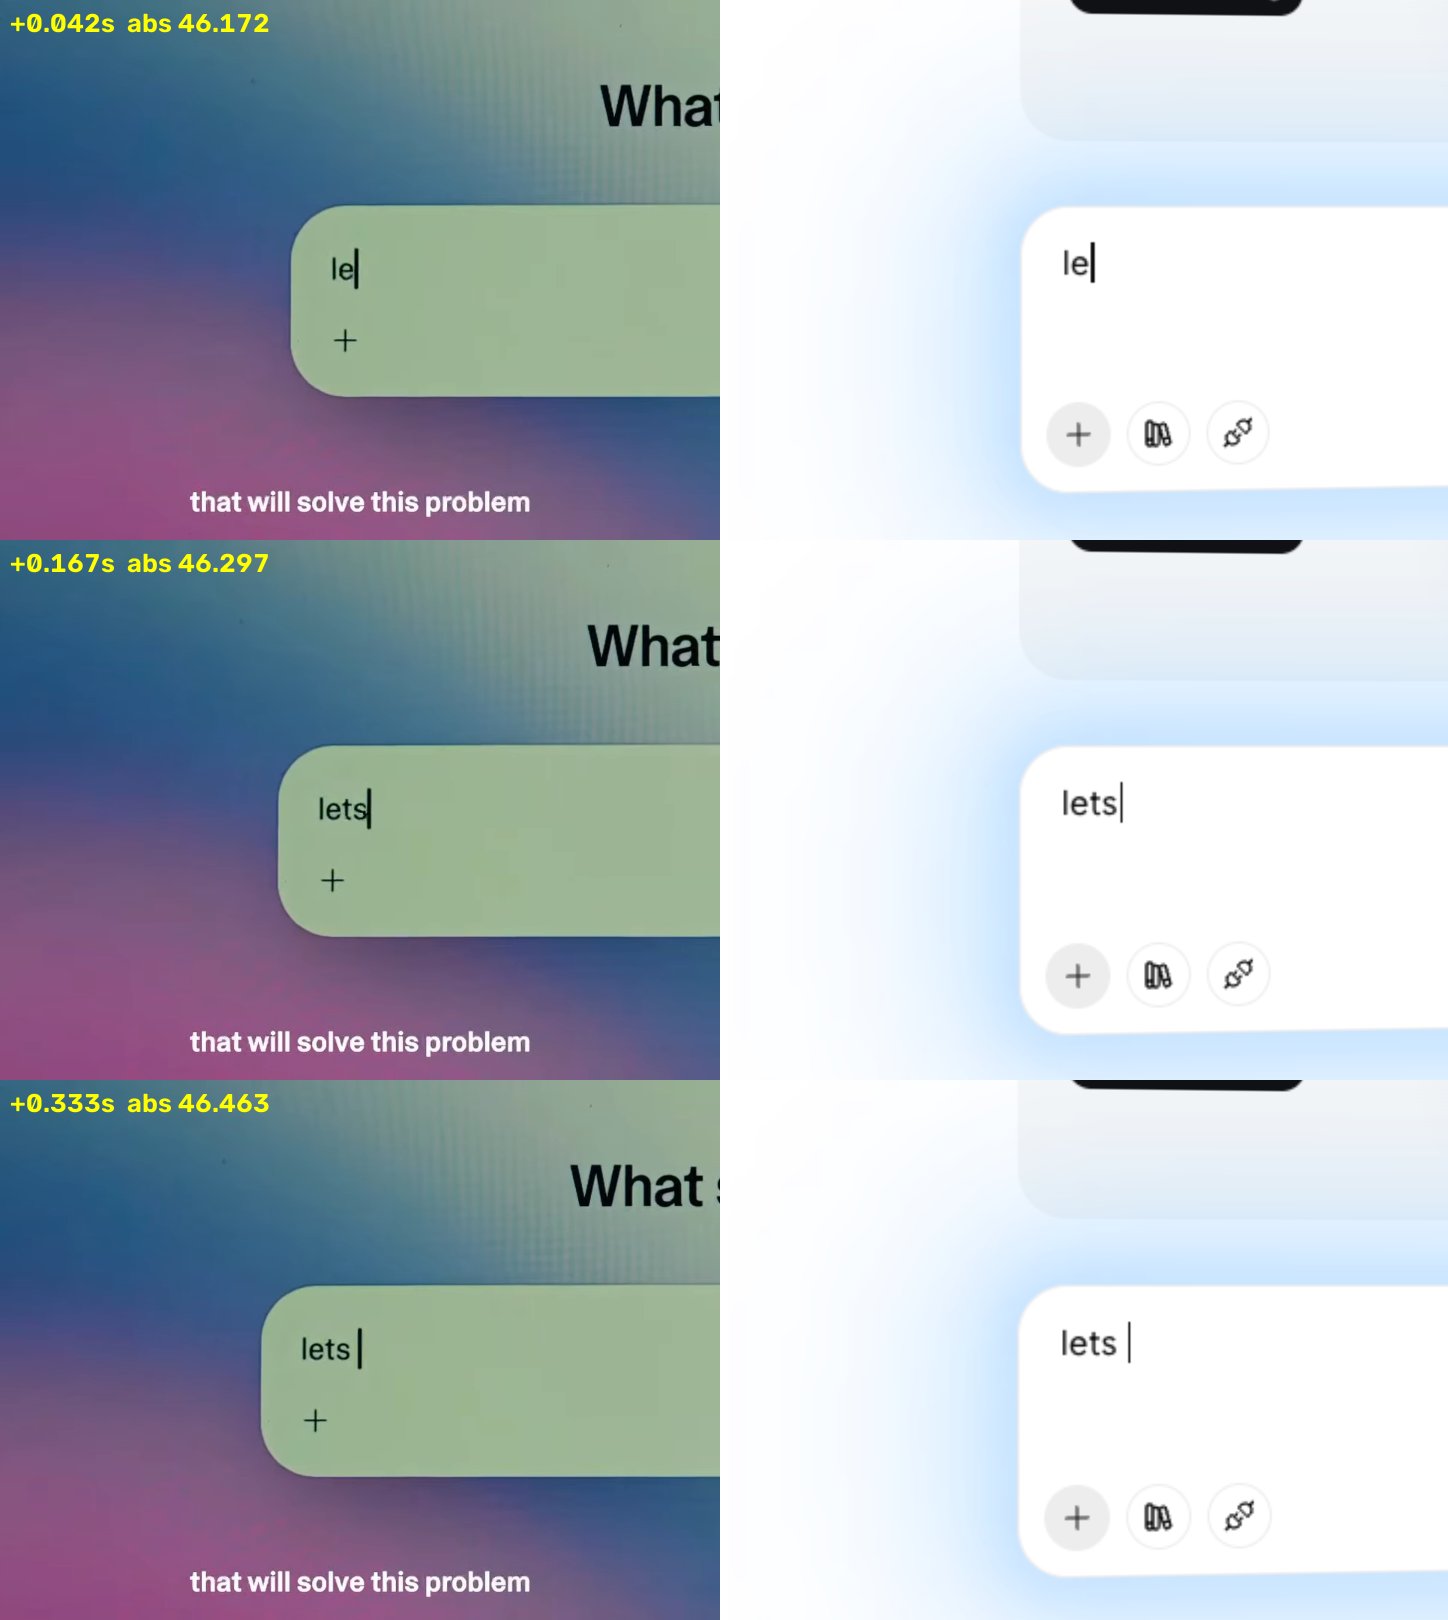 +0.042s abs 46.172
What
le
le
that will solve this problem
+0.167s abs 46.297
What
lets
lets
that will solve this problem
+0.333s abs 46.463
What s
lets
lets
that will solve this problem